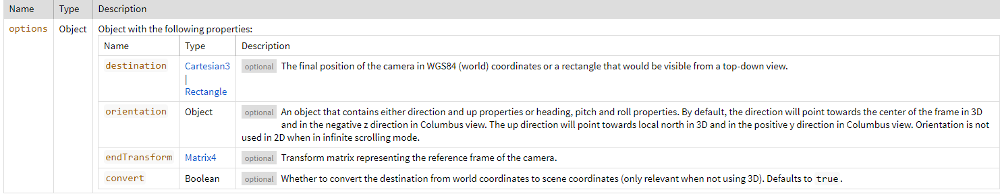 Name Type Description
options Object Object with the following properties:
Name Type Description
destination Cartesian3 | Rectangle optional The final position of the camera in WGS84 (world) coordinates or a rectangle that would be visible from a top-down view.
orientation Object optional An object that contains either direction and up properties or heading, pitch and roll properties. By default, the direction will point towards the center of the frame in 3D
and in the negative z direction in Columbus view. The up direction will point towards local north in 3D and in the positive y direction in Columbus view. Orientation is not
used in 2D when in infinite scrolling mode.
endTransform Matrix4 optional Transform matrix representing the reference frame of the camera.
convert Boolean optional Whether to convert the destination from world coordinates to scene coordinates (only relevant when not using 3D). Defaults to true.